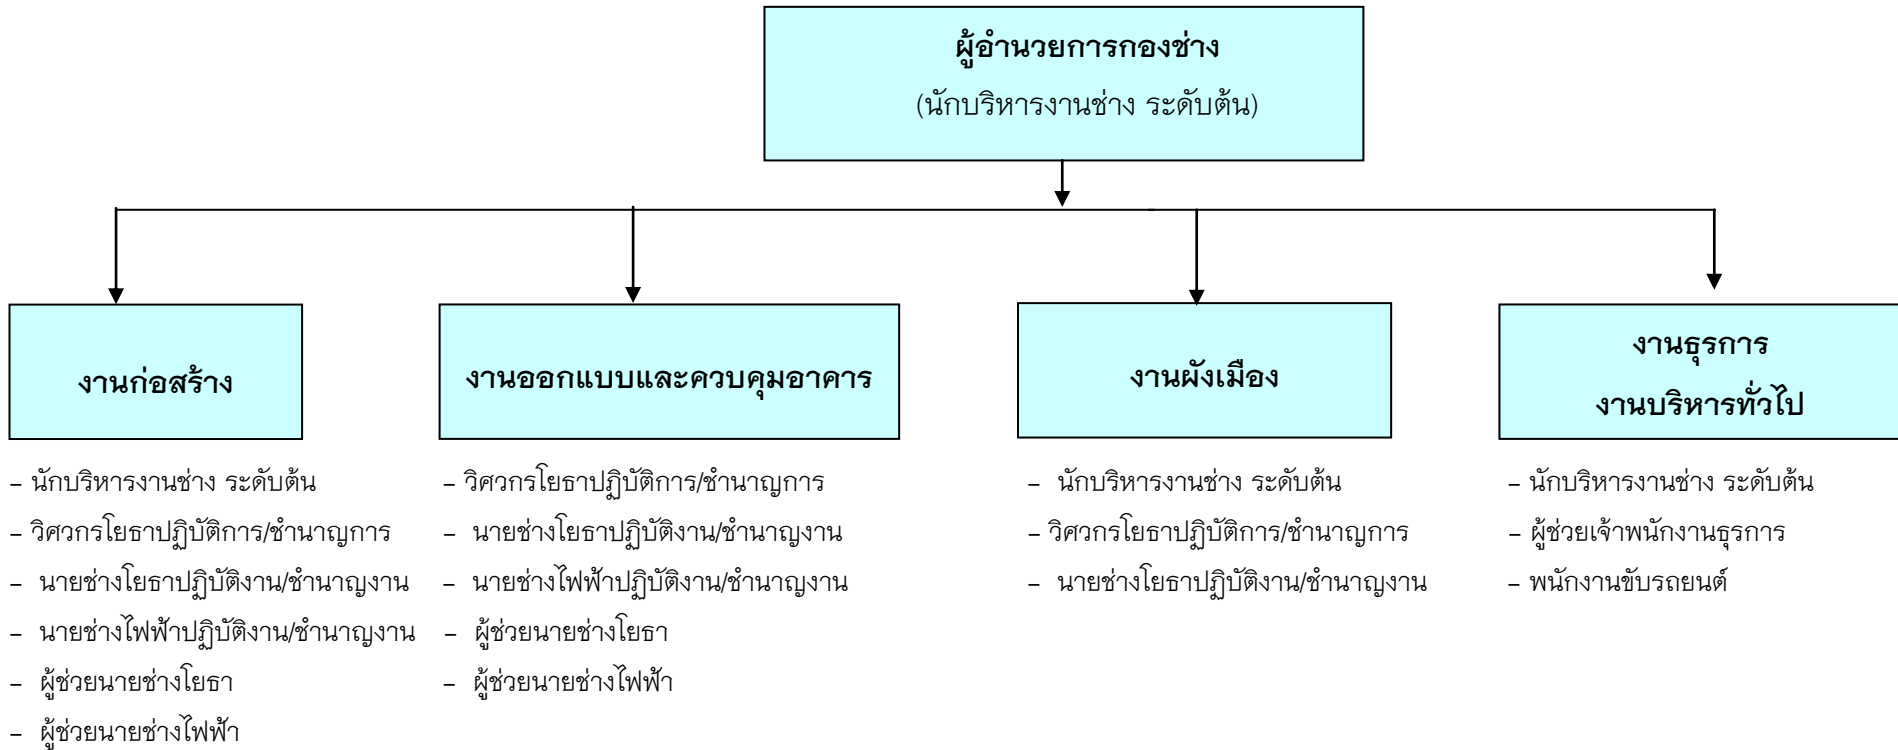 ผู้อำนวยการกองช่าง
(นักบริหารงานช่าง ระดับต้น)
งานก่อสร้าง
- นักบริหารงานช่าง ระดับต้น
- วิศวกรโยธาปฏิบัติการ/ชำนาญการ
- นายช่างโยธาปฏิบัติงาน/ชำนาญงาน
- นายช่างไฟฟ้าปฏิบัติงาน/ชำนาญงาน
- ผู้ช่วยนายช่างโยธา
- ผู้ช่วยนายช่างไฟฟ้า
งานออกแบบและควบคุมอาคาร
- วิศวกรโยธาปฏิบัติการ/ชำนาญการ
- นายช่างโยธาปฏิบัติงาน/ชำนาญงาน
- นายช่างไฟฟ้าปฏิบัติงาน/ชำนาญงาน
- ผู้ช่วยนายช่างโยธา
- ผู้ช่วยนายช่างไฟฟ้า
งานผังเมือง
- นักบริหารงานช่าง ระดับต้น
- วิศวกรโยธาปฏิบัติการ/ชำนาญการ
- นายช่างโยธาปฏิบัติงาน/ชำนาญงาน
งานธุรการ
งานบริหารทั่วไป
- นักบริหารงานช่าง ระดับต้น
- ผู้ช่วยเจ้าพนักงานธุรการ
- พนักงานขับรถยนต์